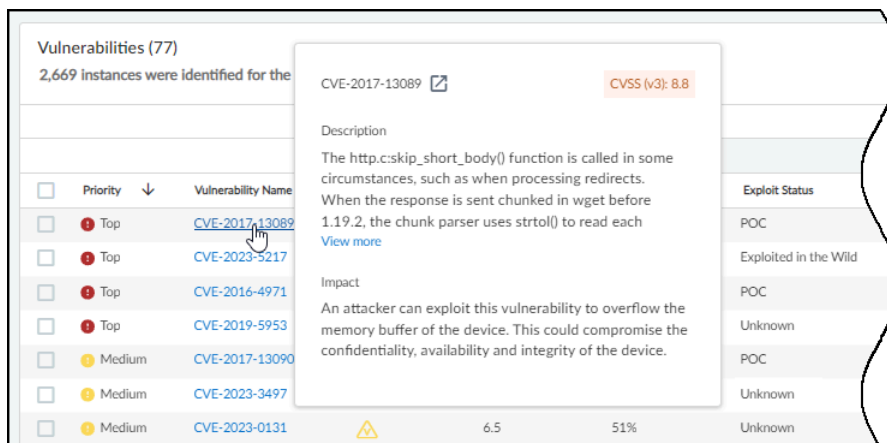 Vulnerabilities (77)
2,669 instances were identified for the
CVE-2017-13089
CVSS (v3): 8.8
Description
The http.c:skip_short_body() function is called in some
circumstances, such as when processing redirects.
When the response is sent chunked in wget before
1.19.2, the chunk parser uses strtol() to read each
View more
Impact
An attacker can exploit this vulnerability to overflow the
memory buffer of the device. This could compromise the
confidentiality, availability and integrity of the device.
Priority Vulnerability Name Exploit Status
Top CVE-2017-13089 POC
Top CVE-2023-5217 Exploited in the Wild
Top CVE-2016-4971 POC
Top CVE-2019-5953 Unknown
Medium CVE-2017-13090 POC
Medium CVE-2023-3497 Unknown
Medium CVE-2023-0131 6.5 51% Unknown